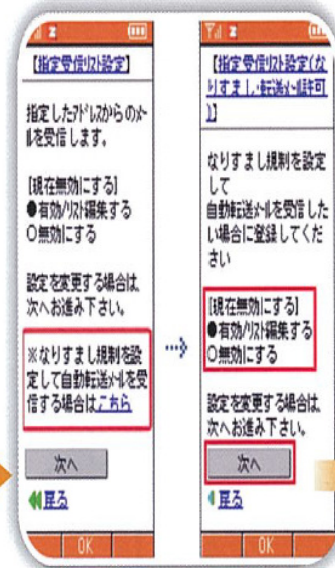 【指定受信リスト設定】
指定したアドレスからのメー
ルを受信します。
[現在無効にする]
●有効/リスト編集する
○無効にする
設定を変更する場合は、
次へお進み下さい。
※なりすまし規制を設
定して自動転送メールを受
信する場合はこちら
次へ
戻る
OK
【指定受信リスト設定(な
りすまし・転送メール許可
)】
なりすまし規制を設定
して
自動転送メールを受信した
い場合に登録してくだ
さい
[現在無効にする]
●有効/リスト編集する
○無効にする
設定を変更する場合は、
次へお進み下さい。
次へ
戻る
OK